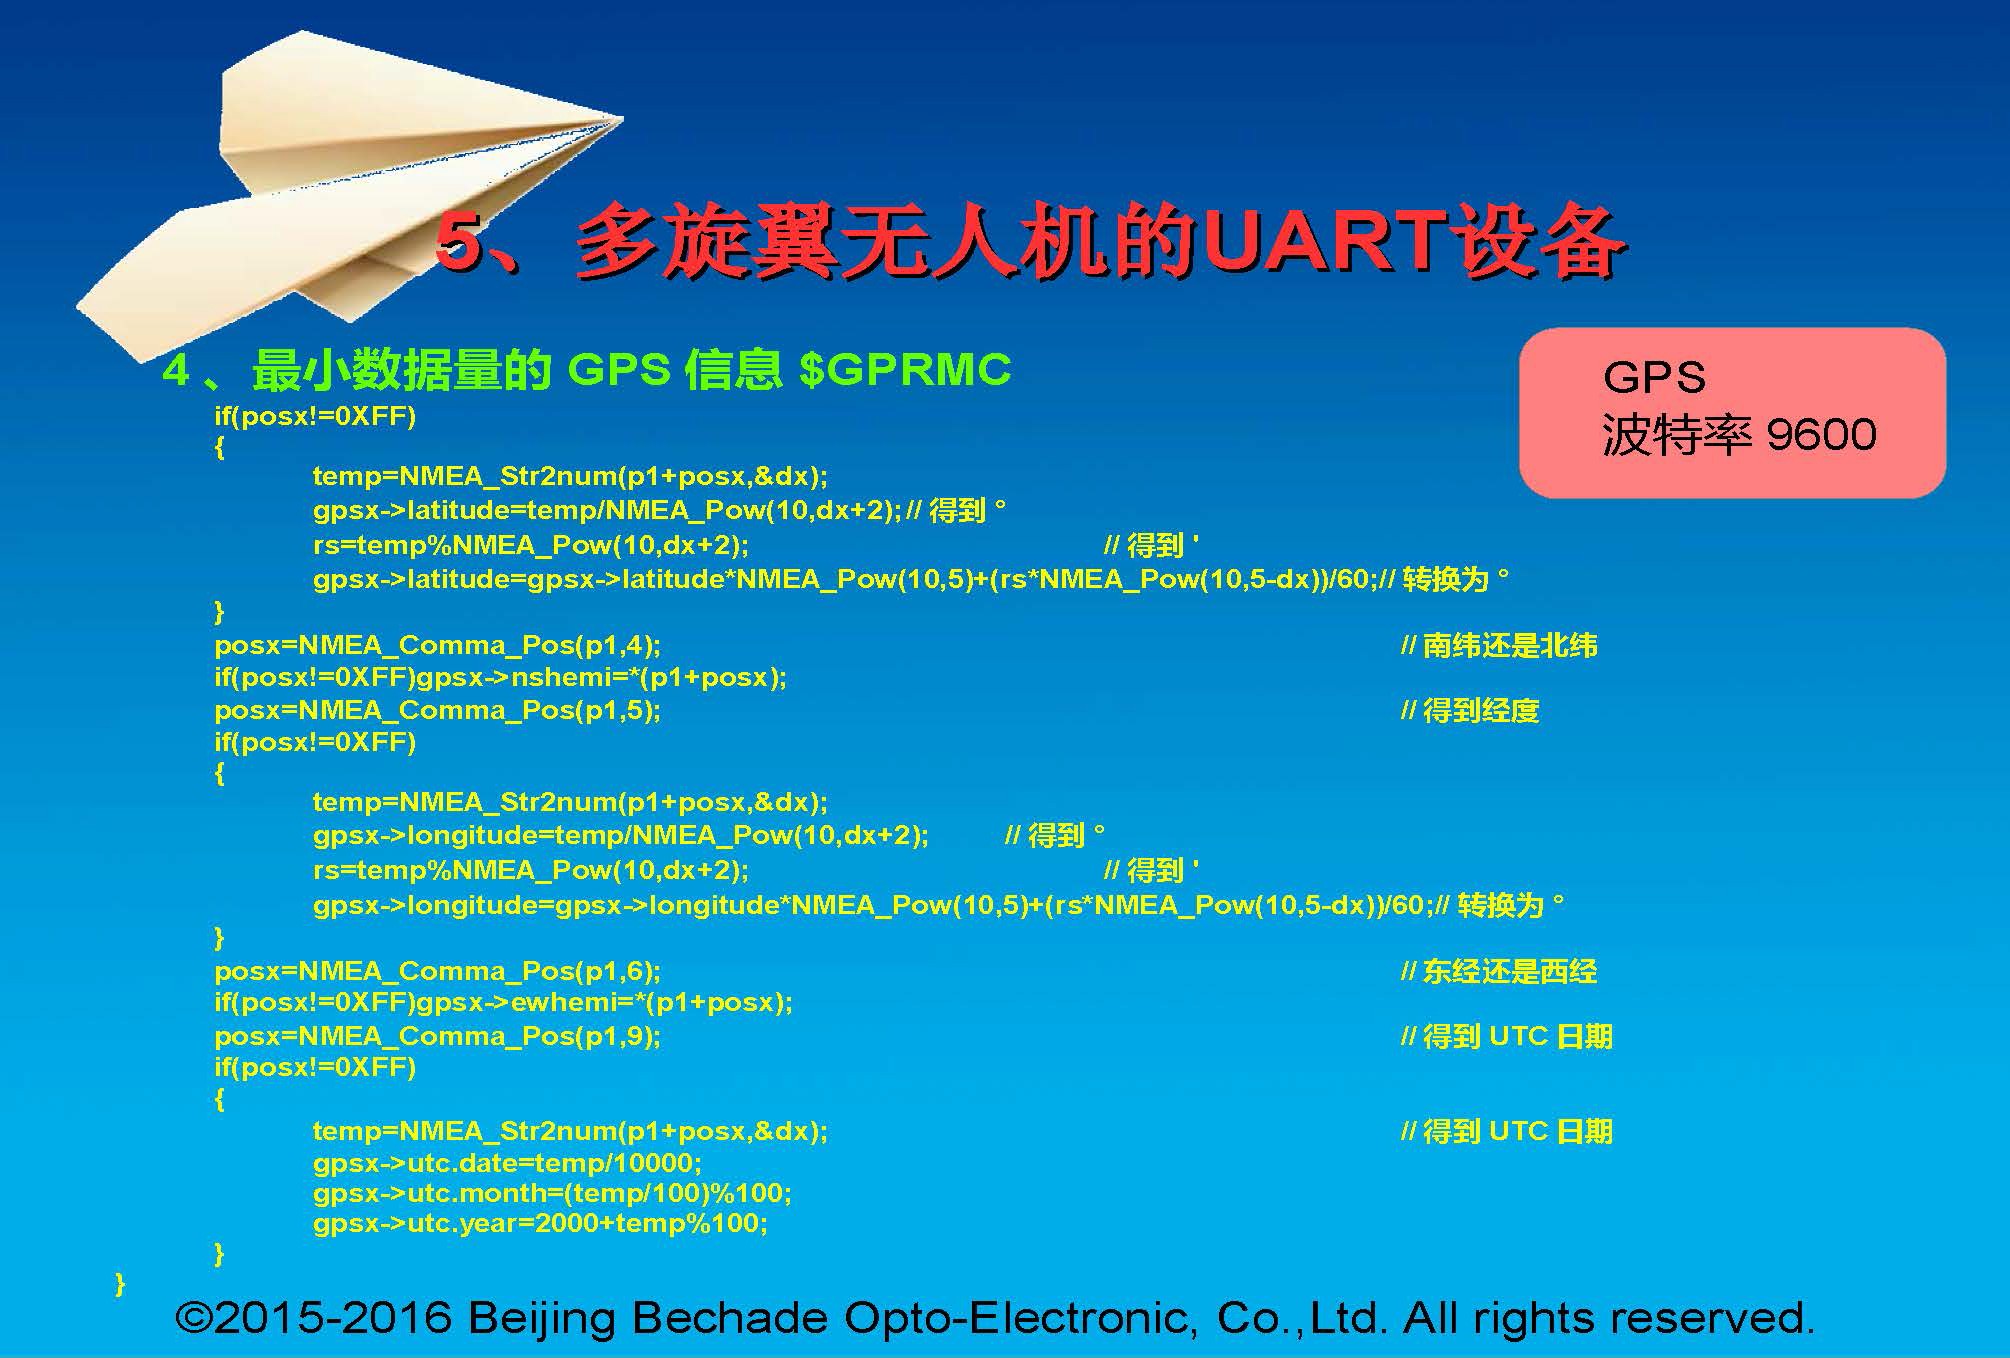 5、多旋翼无人机的UART设备
4 、最小数据量的 GPS 信息 $GPRMC
GPS
波特率 9600
if(posx!=0XFF)
{
temp=NMEA_Str2num(p1+posx,&dx);
gpsx->latitude=temp/NMEA_Pow(10,dx+2);// 得到 °
rs=temp%NMEA_Pow(10,dx+2); // 得到 '
gpsx->latitude=gpsx->latitude*NMEA_Pow(10,5)+(rs*NMEA_Pow(10,5-dx))/60;// 转换为 °
}
posx=NMEA_Comma_Pos(p1,4); // 南纬还是北纬
if(posx!=0XFF)gpsx->nshemi=*(p1+posx);
posx=NMEA_Comma_Pos(p1,5); // 得到经度
if(posx!=0XFF)
{
temp=NMEA_Str2num(p1+posx,&dx);
gpsx->longitude=temp/NMEA_Pow(10,dx+2); // 得到 °
rs=temp%NMEA_Pow(10,dx+2); // 得到 '
gpsx->longitude=gpsx->longitude*NMEA_Pow(10,5)+(rs*NMEA_Pow(10,5-dx))/60;// 转换为 °
}
posx=NMEA_Comma_Pos(p1,6); // 东经还是西经
if(posx!=0XFF)gpsx->ewhemi=*(p1+posx);
posx=NMEA_Comma_Pos(p1,9); // 得到 UTC 日期
if(posx!=0XFF)
{
temp=NMEA_Str2num(p1+posx,&dx); // 得到 UTC 日期
gpsx->utc.date=temp/10000;
gpsx->utc.month=(temp/100)%100;
gpsx->utc.year=2000+temp%100;
}
}
©2015-2016 Beijing Bechade Opto-Electronic, Co.,Ltd. All rights reserved.